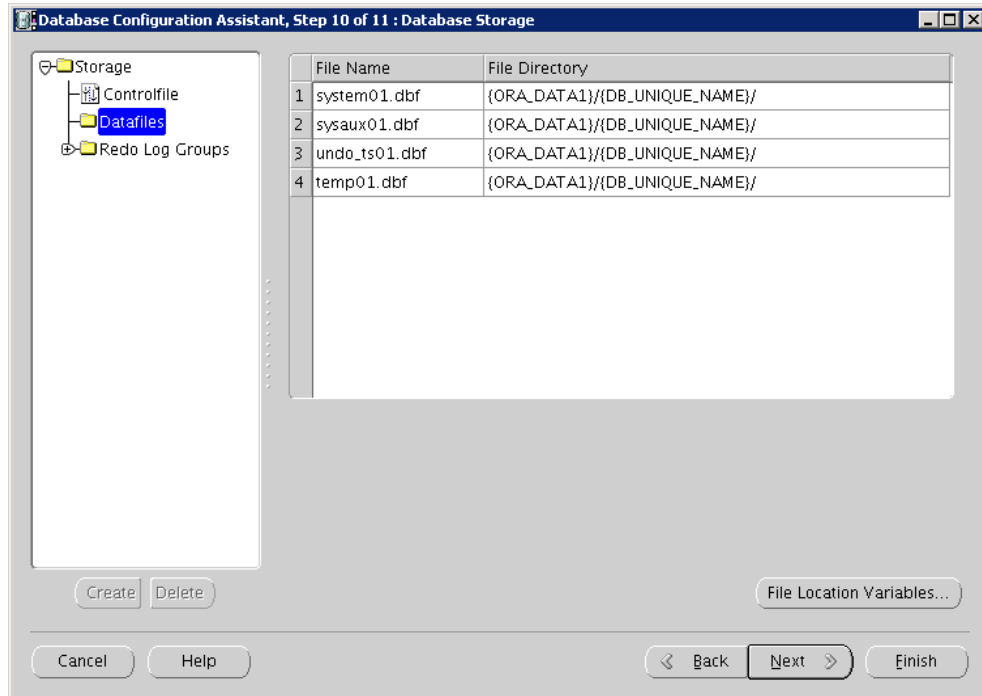 Database Configuration Assistant, Step 10 of 11 : Database Storage
Storage
Controlfile
Datafiles
Redo Log Groups
File Name File Directory
1 system01.dbf {ORA_DATA1}/{DB_UNIQUE_NAME}/
2 sysaux01.dbf {ORA_DATA1}/{DB_UNIQUE_NAME}/
3 undo_ts01.dbf {ORA_DATA1}/{DB_UNIQUE_NAME}/
4 temp01.dbf {ORA_DATA1}/{DB_UNIQUE_NAME}/
Create Delete
File Location Variables...
Cancel Help Back Next Finish